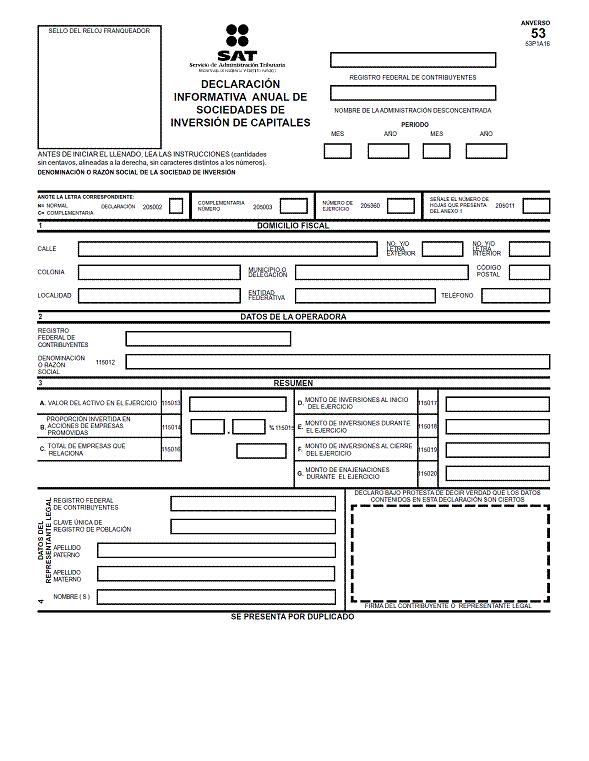 ANVERSO
53
53P1A16
SELLO DEL RELOJ FRANQUEADOR
SAT
Servicio de Administración Tributaria
SECRETARÍA DE HACIENDA Y CRÉDITO PÚBLICO
DECLARACIÓN
INFORMATIVA ANUAL DE
SOCIEDADES DE
INVERSIÓN DE CAPITALES
REGISTRO FEDERAL DE CONTRIBUYENTES
NOMBRE DE LA ADMINISTRACIÓN DESCONCENTRADA
PERIODO
MES AÑO MES AÑO
ANTES DE INICIAR EL LLENADO, LEA LAS INSTRUCCIONES (cantidades
sin centavos, alineadas a la derecha, sin caracteres distintos a los números).
DENOMINACIÓN O RAZÓN SOCIAL DE LA SOCIEDAD DE INVERSIÓN
ANOTE LA LETRA CORRESPONDIENTE:
N= NORMAL DECLARACIÓN 205002
C= COMPLEMENTARIA
COMPLEMENTARIA
NÚMERO 205003
NÚMERO DE
EJERCICIO 205360
SEÑALE EL NÚMERO DE
HOJAS QUE PRESENTA 205011
DEL ANEXO 1
1 DOMICILIO FISCAL
CALLE
NO. Y/O
LETRA
EXTERIOR
NO. Y/O
LETRA
INTERIOR
COLONIA
MUNICIPIO O
DELEGACIÓN
CÓDIGO
POSTAL
LOCALIDAD
ENTIDAD
FEDERATIVA
TELÉFONO
2 DATOS DE LA OPERADORA
REGISTRO
FEDERAL DE
CONTRIBUYENTES
DENOMINACIÓN
O RAZÓN 115012
SOCIAL
3 RESUMEN
A. VALOR DEL ACTIVO EN EL EJERCICIO 115013
B. PROPORCIÓN INVERTIDA EN
ACCIONES DE EMPRESAS 115014 . % 115015
PROMOVIDAS
C. TOTAL DE EMPRESAS QUE
RELACIONA 115016
D. MONTO DE INVERSIONES AL INICIO
DEL EJERCICIO 115017
E. MONTO DE INVERSIONES DURANTE
EL EJERCICIO 115018
F. MONTO DE INVERSIONES AL CIERRE
DEL EJERCICIO 115019
G. MONTO DE ENAJENACIONES
DURANTE EL EJERCICIO 115020
4 DATOS DEL
REPRESENTANTE LEGAL
REGISTRO FEDERAL
DE CONTRIBUYENTES
CLAVE ÚNICA DE
REGISTRO DE POBLACIÓN
APELLIDO
PATERNO
APELLIDO
MATERNO
NOMBRE ( S )
DECLARO BAJO PROTESTA DE DECIR VERDAD QUE LOS DATOS
CONTENIDOS EN ESTA DECLARACIÓN SON CIERTOS
FIRMA DEL CONTRIBUYENTE O REPRESENTANTE LEGAL
SE PRESENTA POR DUPLICADO